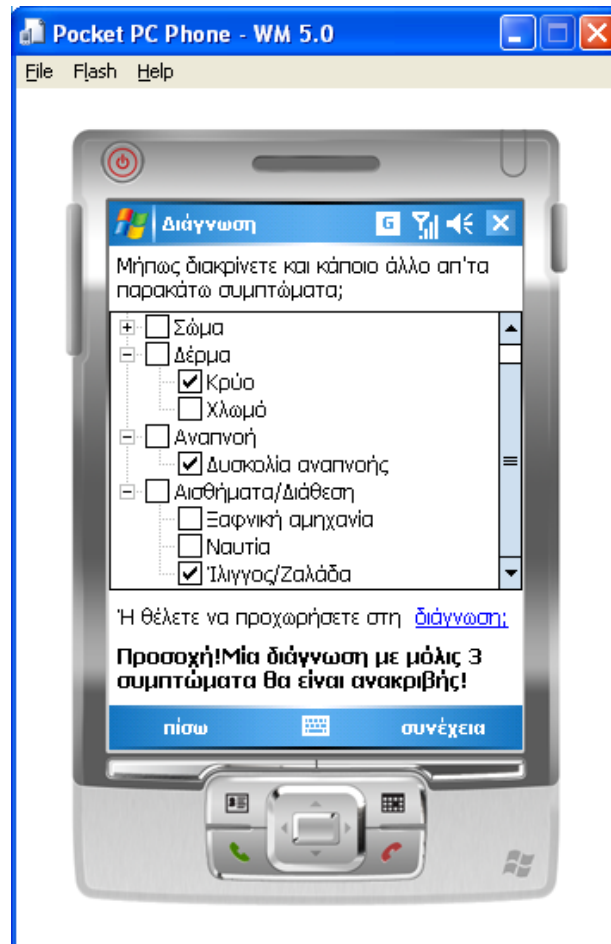 Pocket PC Phone - WM 5.0
File Flash Help
Διάγνωση
G
Μήπως διακρίνετε και κάποιο άλλο απ'τα
παρακάτω συμπτώματα;
Σώμα
Δέρμα
Κρύο
Χλωμό
Αναπνοή
Δυσκολία αναπνοής
Αισθήματα/Διάθεση
Ξαφνική αμηχανία
Ναυτία
Ίλιγγος/Ζαλάδα
Ή θέλετε να προχωρήσετε στη διάγνωση;
Προσοχή!Μία διάγνωση με μόλις 3
συμπτώματα θα είναι ανακριβής!
πίσω συνέχεια